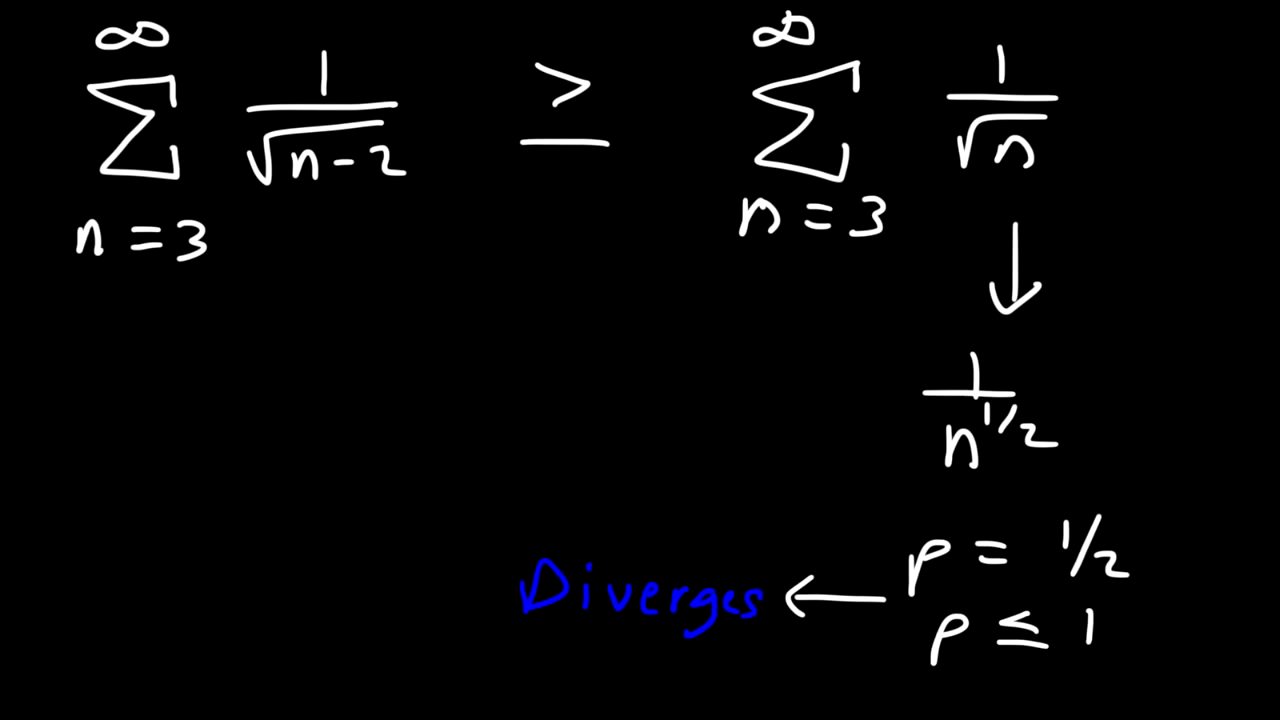 ∞ ∞
∑ 1/√(n-2) ≥ ∑ 1/√n
n = 3 n = 3
↓
1/n^1/2
p = 1/2
Diverges ← p ≤ 1